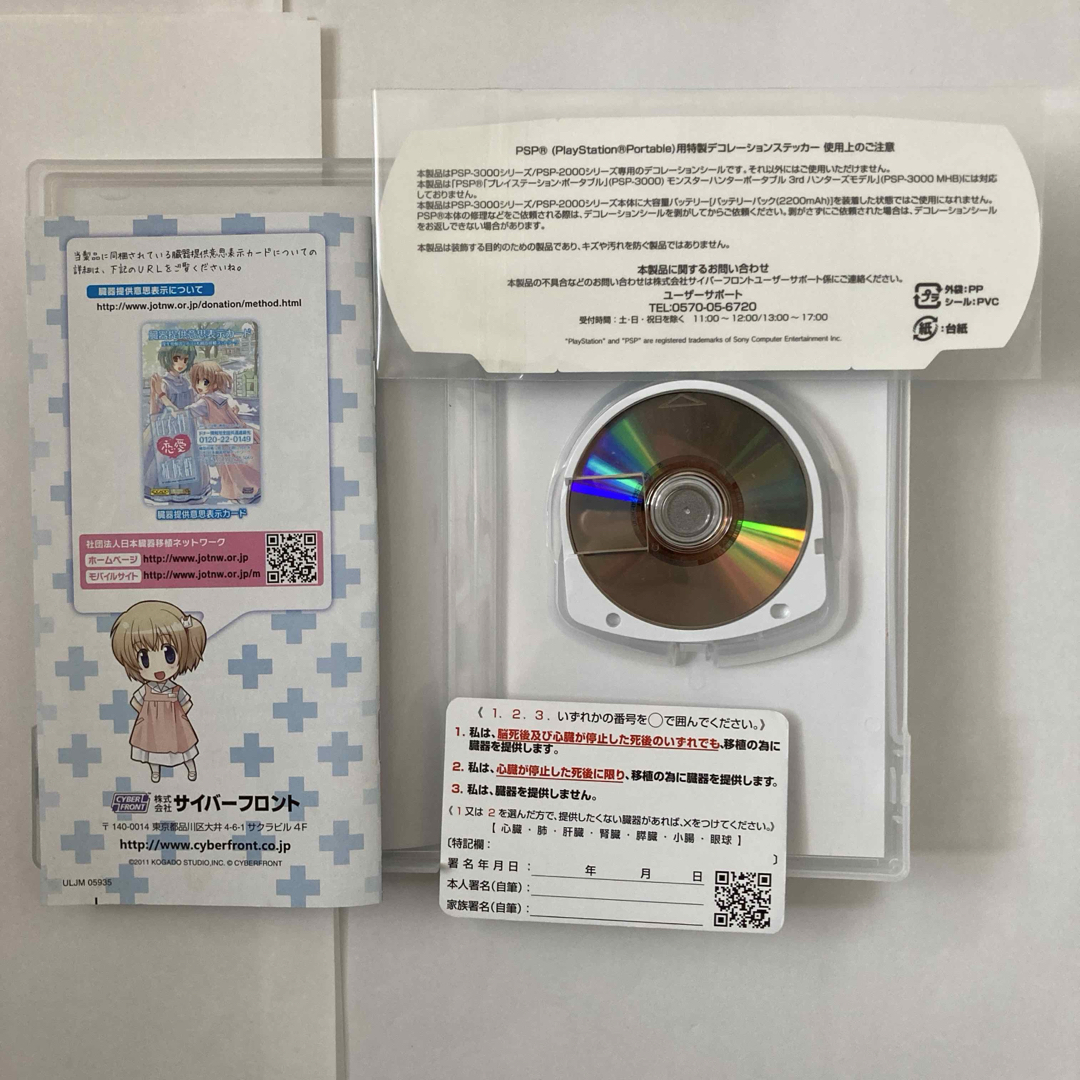 PSP® (PlayStation®Portable)用特製デコレーションステッカー 使用上のご注意
本製品はPSP-3000シリーズ/PSP-2000シリーズ専用のデコレーションシールです。それ以外にはご使用いただけません。
本製品は「PSP®「プレイステーション・ポータブル」(PSP-3000) モンスターハンターポータブル 3rd ハンターズモデル」(PSP-3000 MHB)には対応
しておりません。
本製品はPSP-3000シリーズ/PSP-2000シリーズ本体に大容量バッテリー[バッテリーパック(2200mAh)]を装着した状態ではご使用になれません。
PSP®本体の修理などをご依頼される際は、デコレーションシールを剥がしてからご依頼ください。剥がさずにご依頼された場合は、デコレーションシール
をお返しできない場合があります。
本製品は装飾する目的のための製品であり、キズや汚れを防ぐ製品ではありません。
本製品に関するお問い合わせ
本製品の不具合などのお問い合わせは株式会社サイバーフロントユーザーサポート係にご連絡ください。
ユーザーサポート
TEL:0570-05-6720
受付時間：土・日・祝日を除く 11:00～12:00/13:00～17:00
"PlayStation" and "PSP" are registered trademarks of Sony Computer Entertainment Inc.
プラ
外袋:PP
シール:PVC
紙
:台紙
当製品に同梱されている臓器提供意思表示カードについての
詳細は、下記のURLをご覧くださいね。
臓器提供意思表示について
http://www.jotnw.or.jp/donation/method.html
臓器提供意思表示カード
恋愛
0120-22-0149
臓器提供意思表示カード
社団法人日本臓器移植ネットワーク
ホームページ http://www.jotnw.or.jp
モバイルサイト http://www.jotnw.or.jp/m
CYBER FRONT 株式会社 サイバーフロント
〒140-0014 東京都品川区大井 4-6-1 サクラビル 4F
http://www.cyberfront.co.jp
©2011 KOGADO STUDIO,INC. © CYBERFRONT
ULJM 05935
《 1. 2. 3. いずれかの番号を○で囲んでください。》
1. 私は、脳死後及び心臓が停止した死後のいずれでも、移植の為に
臓器を提供します。
2. 私は、心臓が停止した死後に限り、移植の為に臓器を提供します。
3. 私は、臓器を提供しません。
《1又は 2 を選んだ方で、提供したくない臓器があれば、×をつけてください。》
【 心臓・肺・肝臓・腎臓・膵臓・小腸・眼球 】
〔特記欄： 〕
署名年月日： 年 月 日
本人署名(自筆)：
家族署名(自筆)：